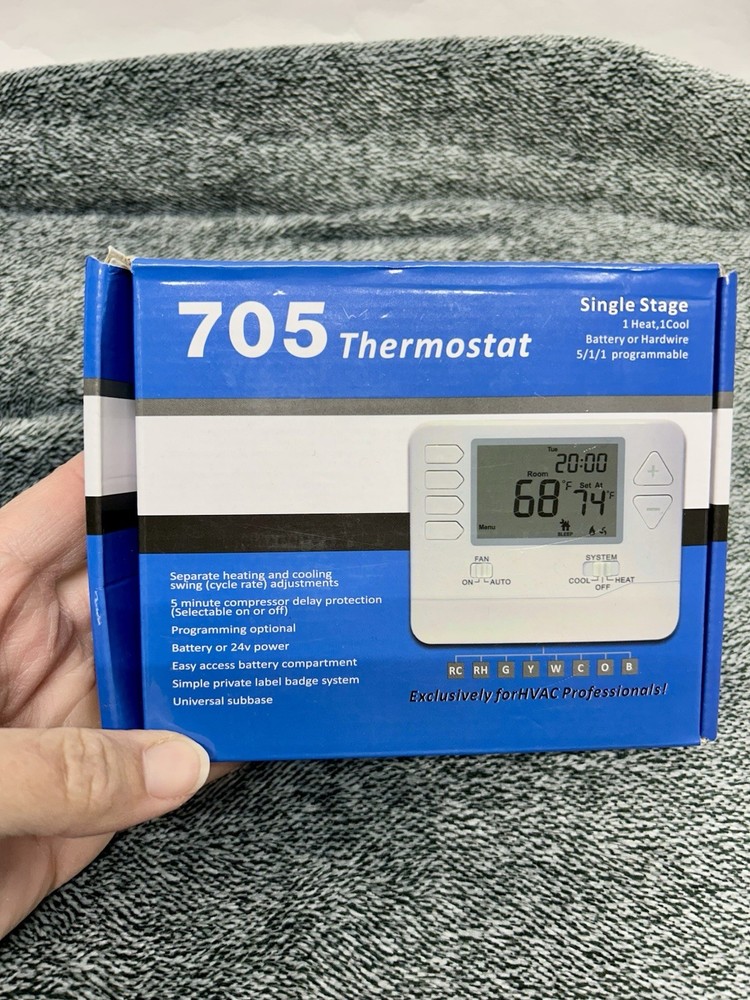 705 Thermostat
Single Stage
1 Heat,1Cool
Battery or Hardwire
5/1/1 programmable
Tue
20:00
Room
68°F
Set At
74°F
Menu
SLEEP
FAN
ON
AUTO
SYSTEM
COOL
OFF
HEAT
Separate heating and cooling
swing (cycle rate) adjustments
5 minute compressor delay protection
(Selectable on or off)
Programming optional
Battery or 24v power
Easy access battery compartment
Simple private label badge system
Universal subbase
RC RH G Y W C O B
Exclusively forHVAC Professionals!